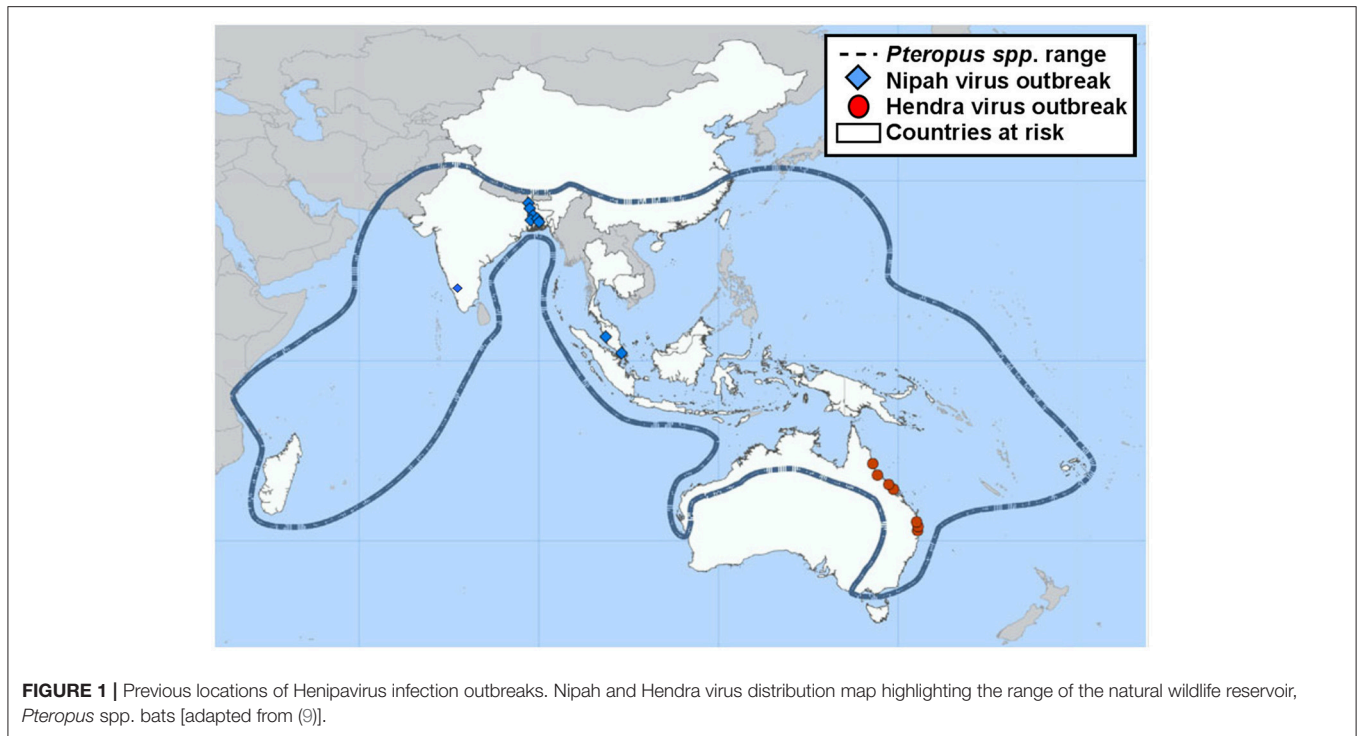 Pteropus spp. range
Nipah virus outbreak
Hendra virus outbreak
Countries at risk
FIGURE 1 | Previous locations of Henipavirus infection outbreaks. Nipah and Hendra virus distribution map highlighting the range of the natural wildlife reservoir,
Pteropus spp. bats [adapted from (9)].